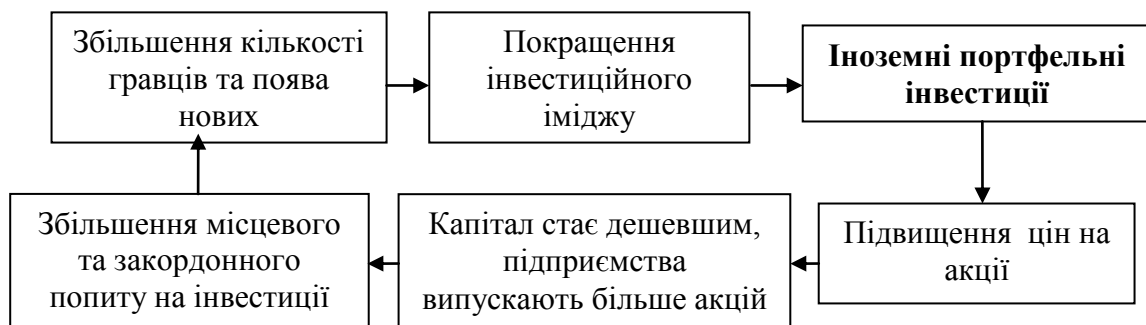 Збільшення кількості
гравців та поява
нових
Покращення
інвестиційного
іміджу
Іноземні портфельні
інвестиції
Збільшення місцевого
та закордонного
попиту на інвестиції
Капітал стає дешевшим,
підприємства
випускають більше акцій
Підвищення цін на
акції